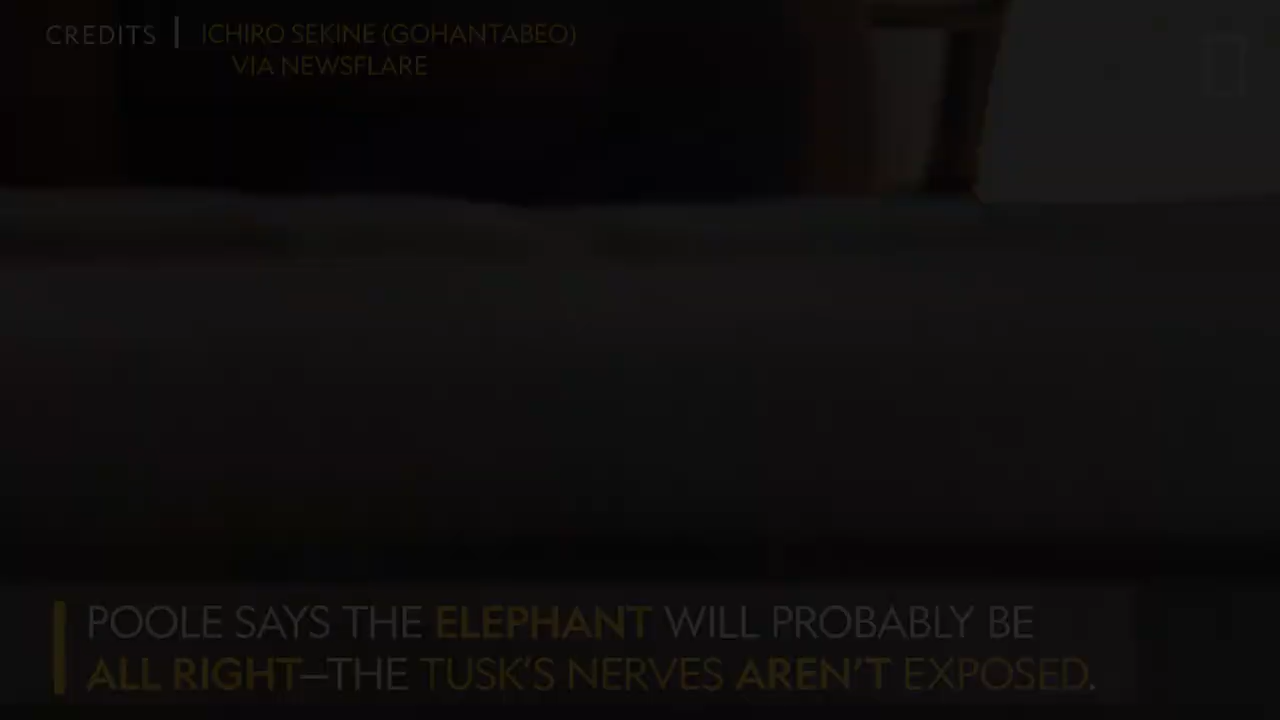 CREDITS | ICHIRO SEKINE (GOHANTABEO)
VIA NEWSFLARE
POOLE SAYS THE ELEPHANT WILL PROBABLY BE
ALL RIGHT—THE TUSK'S NERVES AREN'T EXPOSED.